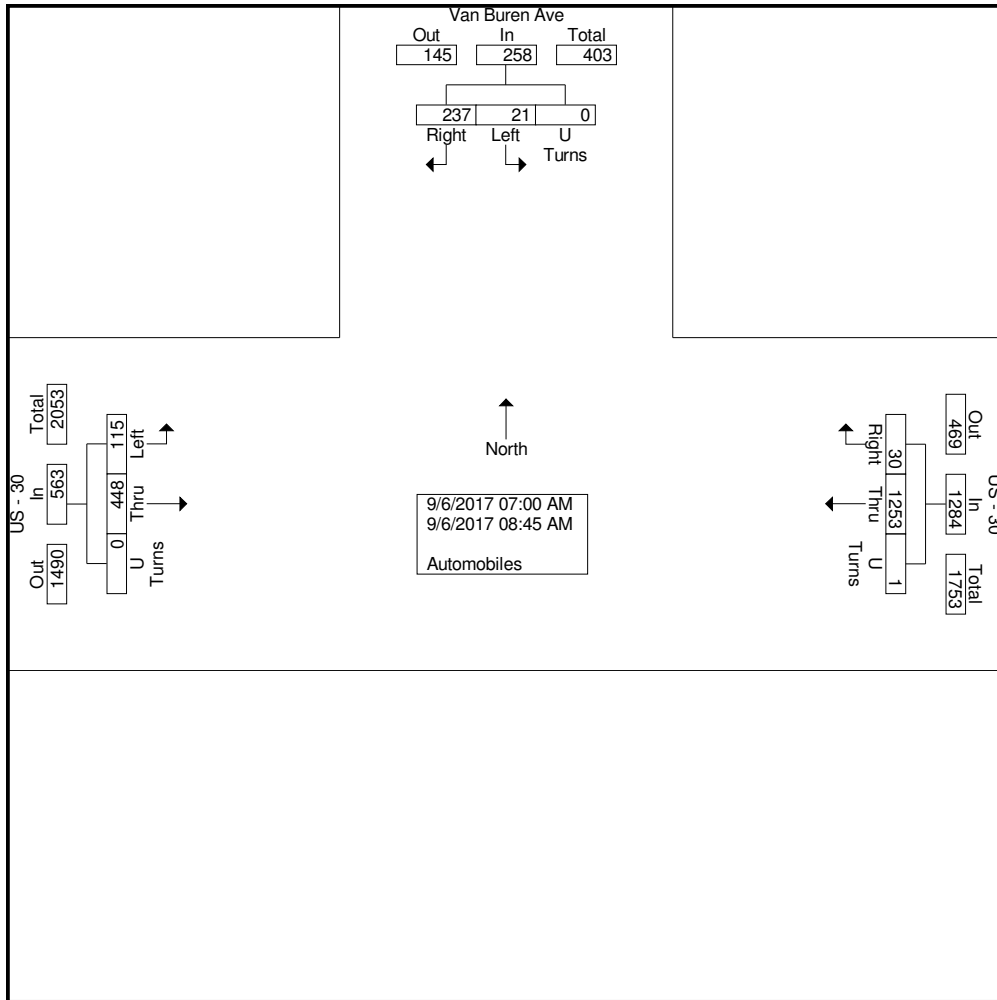 Van Buren Ave
Out In Total
145 258 403
237 21 0
Right Left U
Turns
US - 30
Total In Out
2053 563 1490
115 448 0
Left Thru U
Turns
North
9/6/2017 07:00 AM
9/6/2017 08:45 AM
Automobiles
US - 30
Out In Total
469 1284 1753
30 1253 1
Right Thru U
Turns